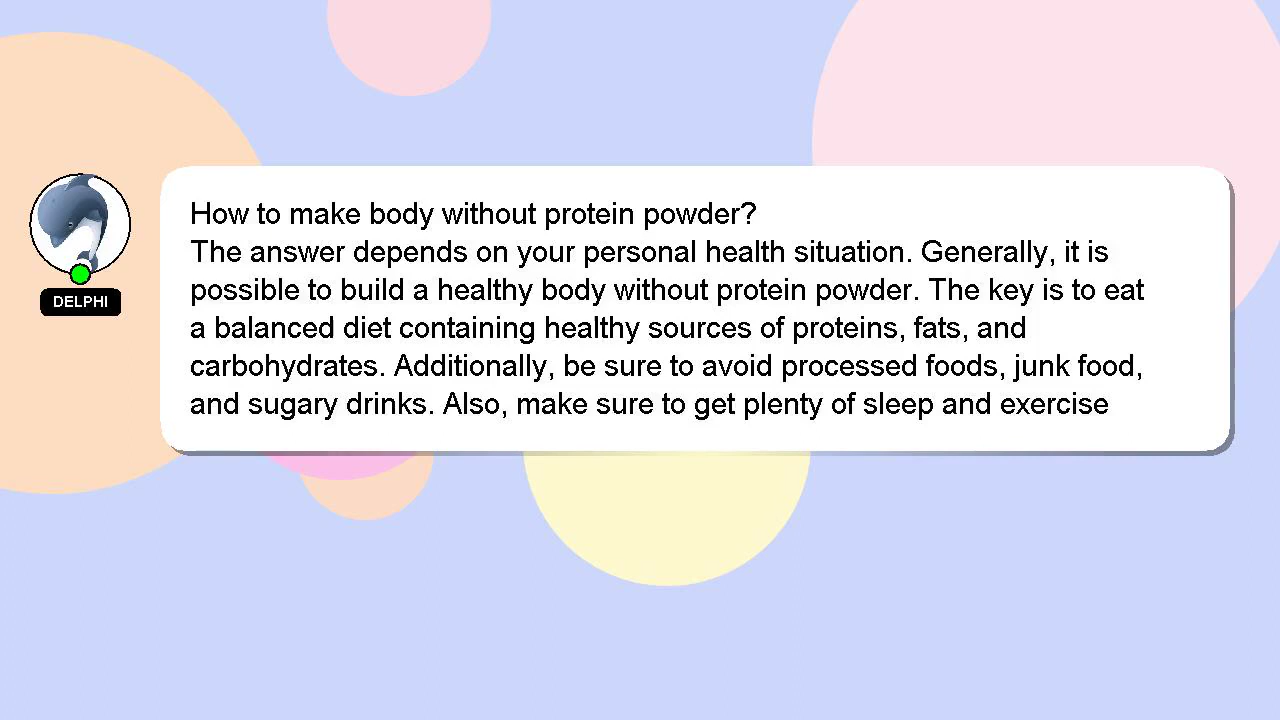 How to make body without protein powder?
The answer depends on your personal health situation. Generally, it is
possible to build a healthy body without protein powder. The key is to eat
a balanced diet containing healthy sources of proteins, fats, and
carbohydrates. Additionally, be sure to avoid processed foods, junk food,
and sugary drinks. Also, make sure to get plenty of sleep and exercise
DELPHI